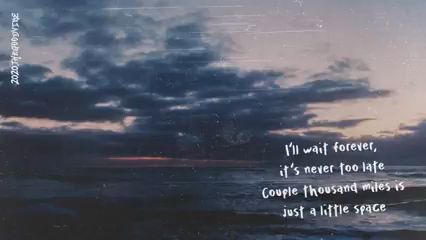 I'll wait forever,
it's never too late
Couple thousand miles is
just a little space